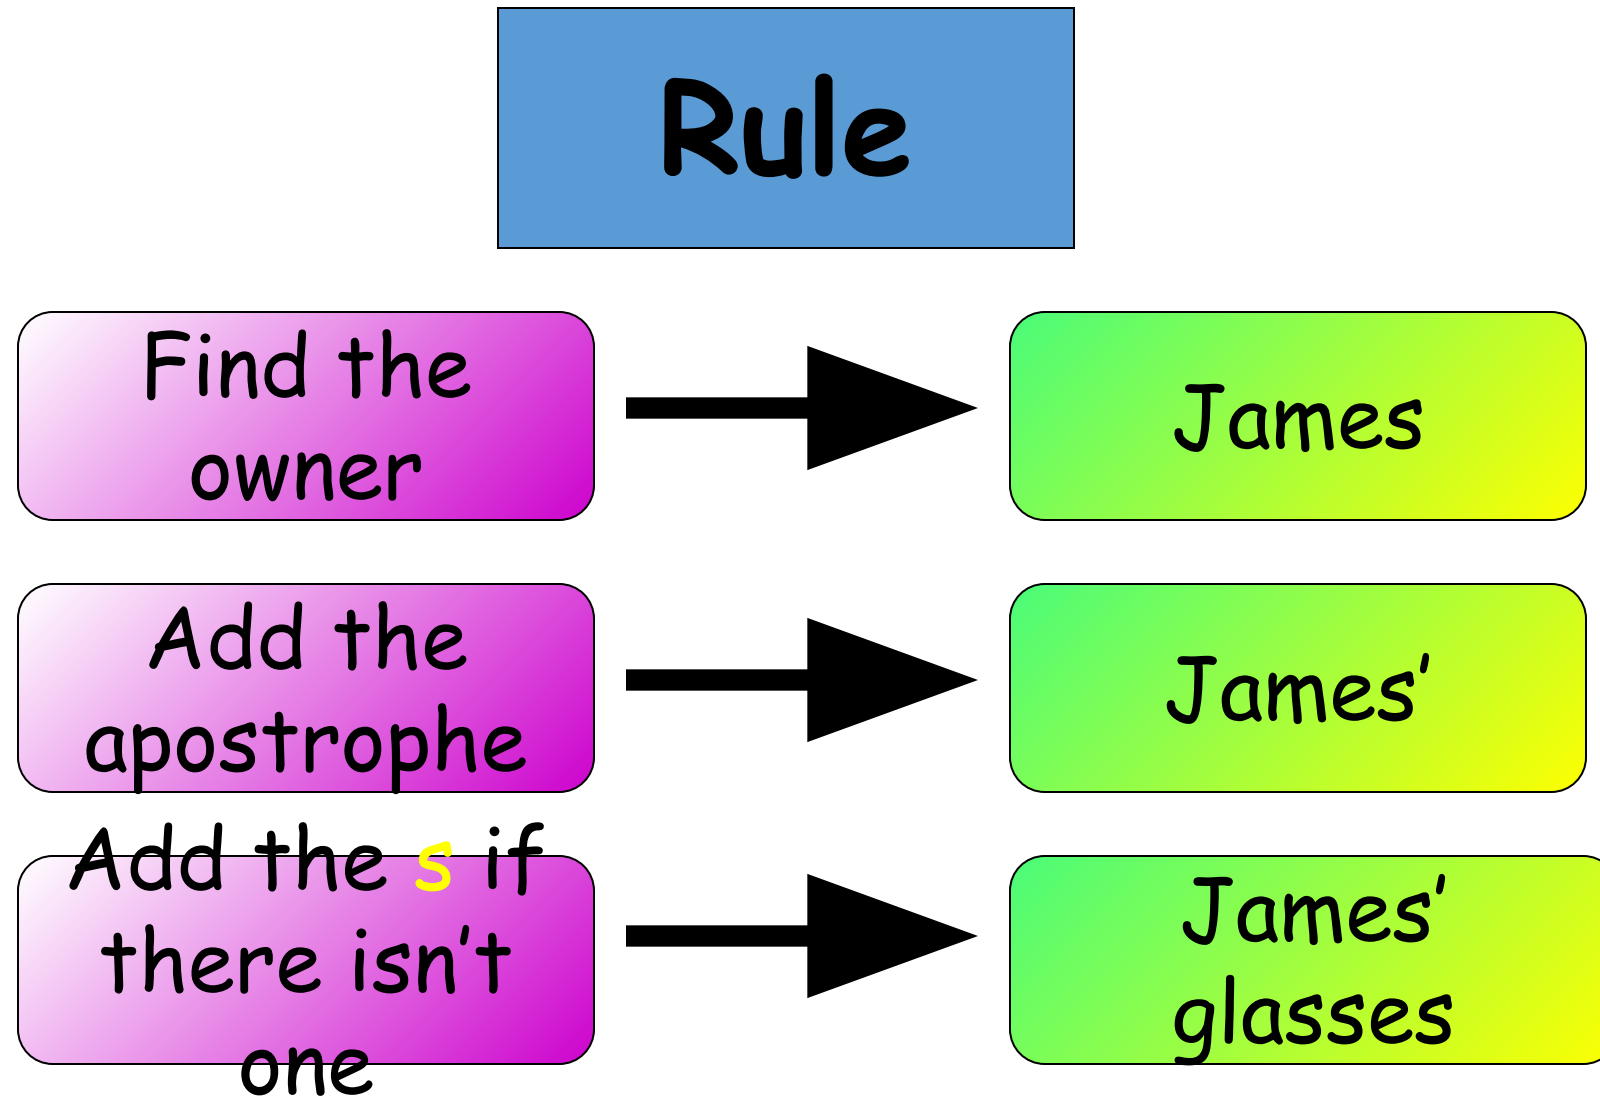 Rule
Find the
owner
James
Add the
apostrophe
James’
Add the s if
there isn’t
one
James’
glasses